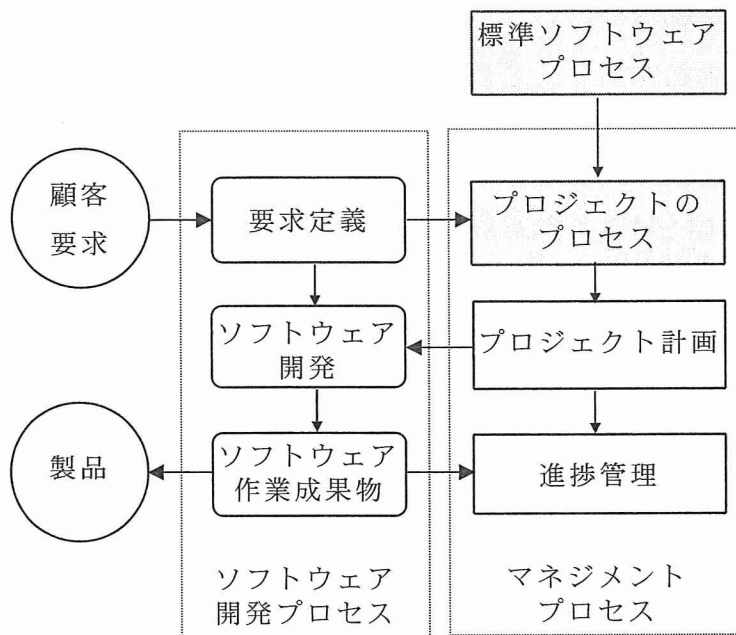 標準ソフトウェア
プロセス
顧客
要求
要求定義
プロジェクトの
プロセス
ソフトウェア
開発
プロジェクト計画
製品
ソフトウェア
作業成果物
進捗管理
ソフトウェア
開発プロセス
マネジメント
プロセス